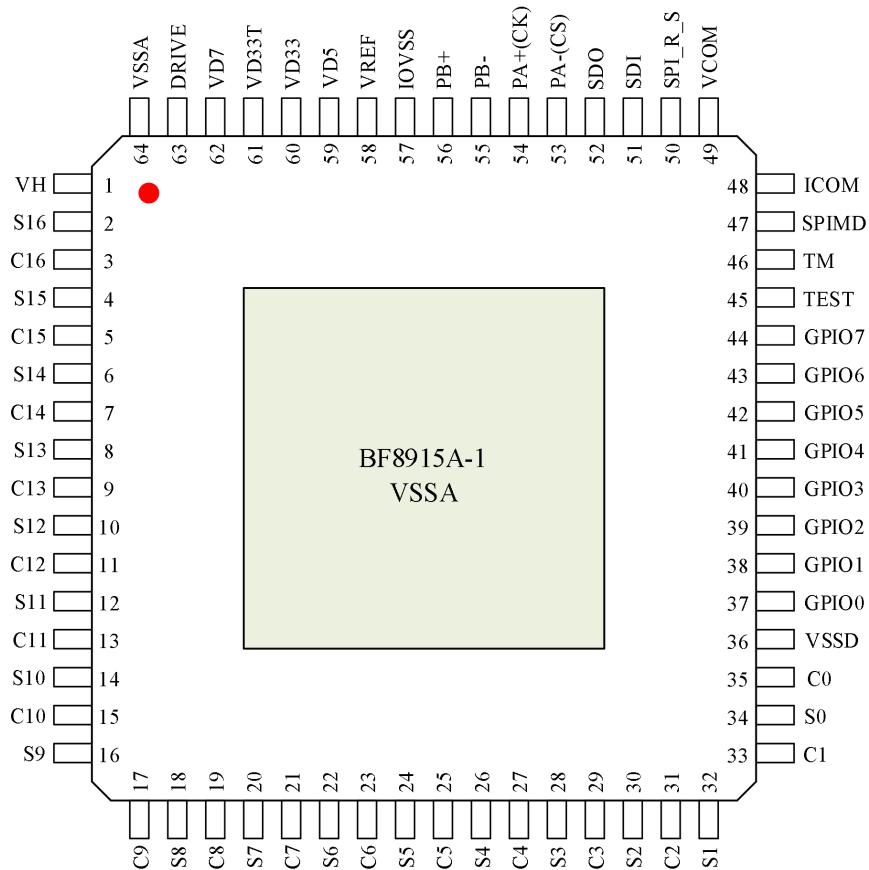 VSSA
DRIVE
VD7
VD33T
VD33
VD5
VREF
IOVSS
PB+
PB-
PA+(CK)
PA-(CS)
SDO
SDI
SPI_R_S
VCOM
64
63
62
61
60
59
58
57
56
55
54
53
52
51
50
49
VH 1
S16 2
C16 3
S15 4
C15 5
S14 6
C14 7
S13 8
C13 9
S12 10
C12 11
S11 12
C11 13
S10 14
C10 15
S9 16
BF8915A-1
VSSA
48 ICOM
47 SPIMD
46 TM
45 TEST
44 GPIO7
43 GPIO6
42 GPIO5
41 GPIO4
40 GPIO3
39 GPIO2
38 GPIO1
37 GPIO0
36 VSSD
35 C0
34 S0
33 C1
17
18
19
20
21
22
23
24
25
26
27
28
29
30
31
32
C9
S8
C8
S7
C7
S6
C6
S5
C5
S4
C4
S3
C3
S2
C2
S1